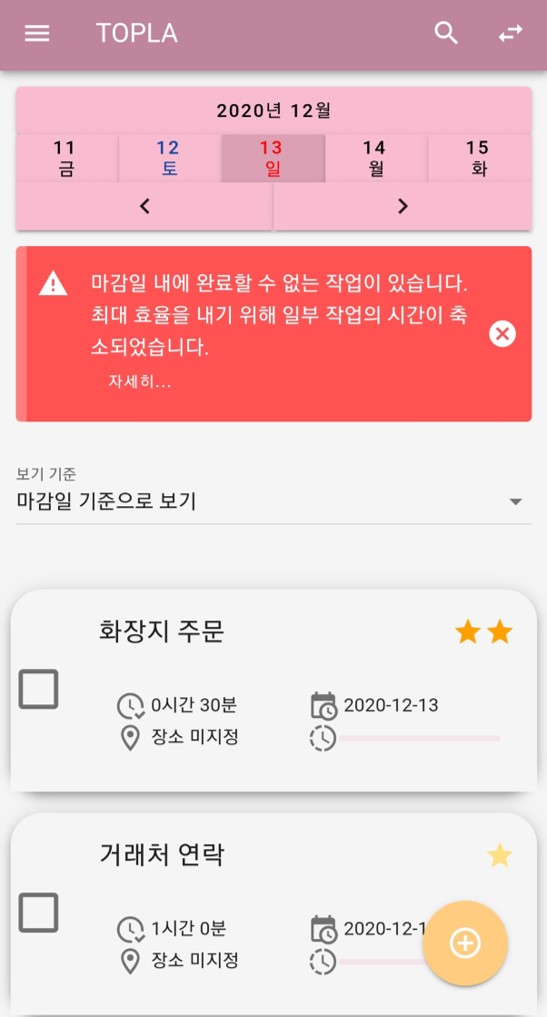 TOPLA
2020년 12월
11 12 13 14 15
금 토 일 월 화
마감일 내에 완료할 수 없는 작업이 있습니다.
최대 효율을 내기 위해 일부 작업의 시간이 축
소되었습니다.
자세히...
보기 기준
마감일 기준으로 보기
화장지 주문
0시간 30분 2020-12-13
장소 미지정
거래처 연락
1시간 0분 2020-12-1
장소 미지정